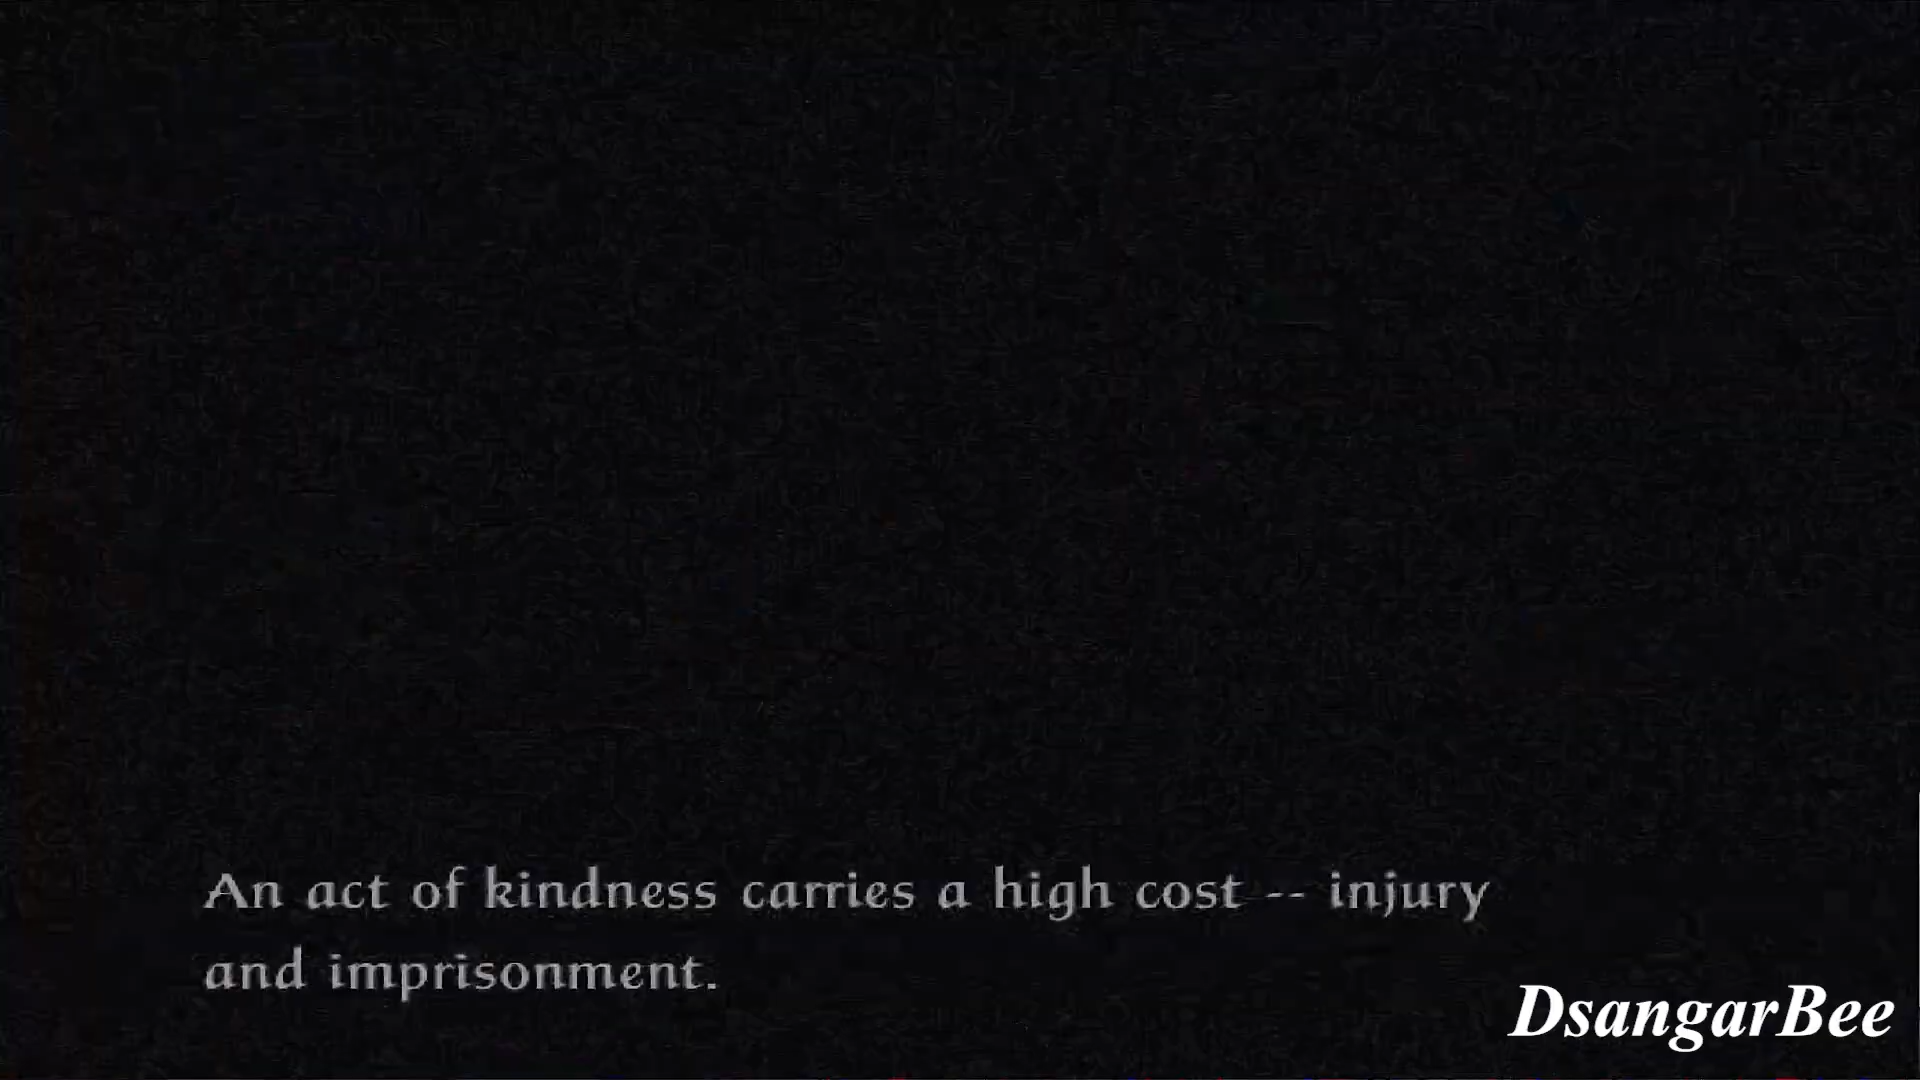 An act of kindness carries a high cost -- injury
and imprisonment.
DsangarBee